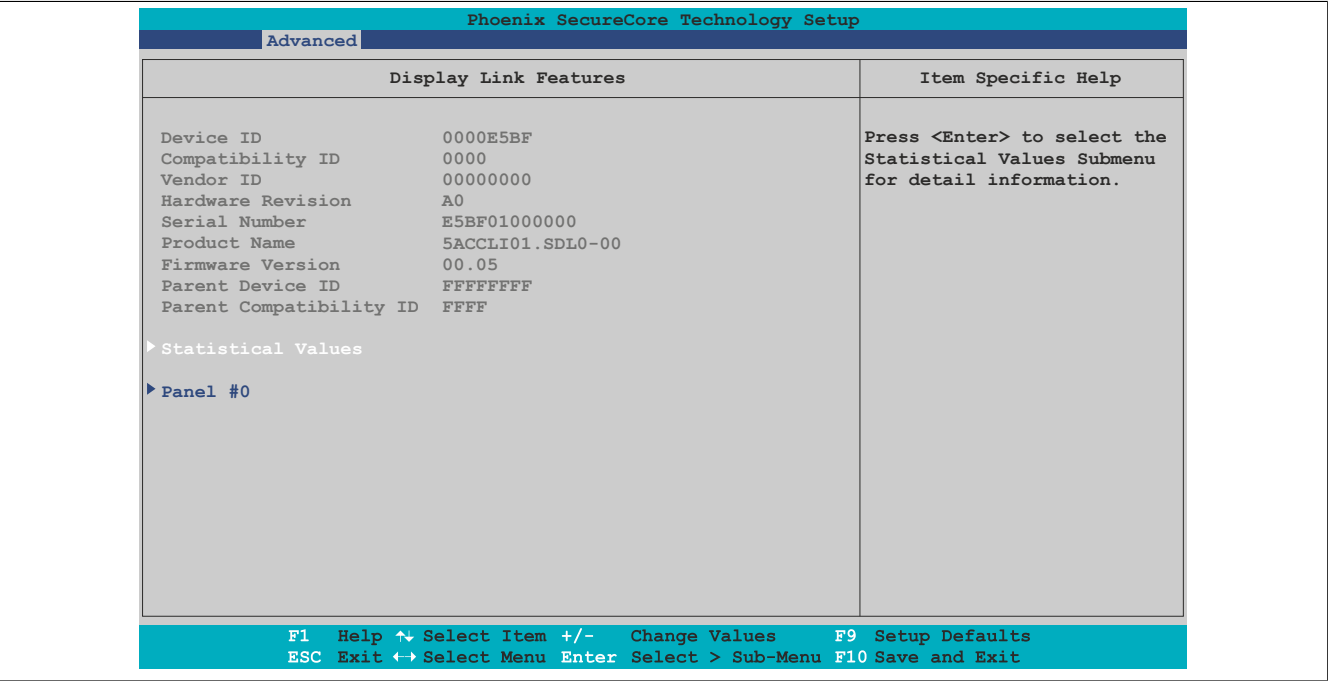 Phoenix SecureCore Technology Setup
Advanced
Display Link Features
Item Specific Help
Device ID 0000E5BF
Compatibility ID 0000
Vendor ID 00000000
Hardware Revision A0
Serial Number E5BF01000000
Product Name 5ACCLI01.SDL0-00
Firmware Version 00.05
Parent Device ID FFFFFFFF
Parent Compatibility ID FFFF
Statistical Values
Panel #0
Press <Enter> to select the
Statistical Values Submenu
for detail information.
F1 Help ↑↓ Select Item +/- Change Values F9 Setup Defaults
ESC Exit ↔ Select Menu Enter Select > Sub-Menu F10 Save and Exit